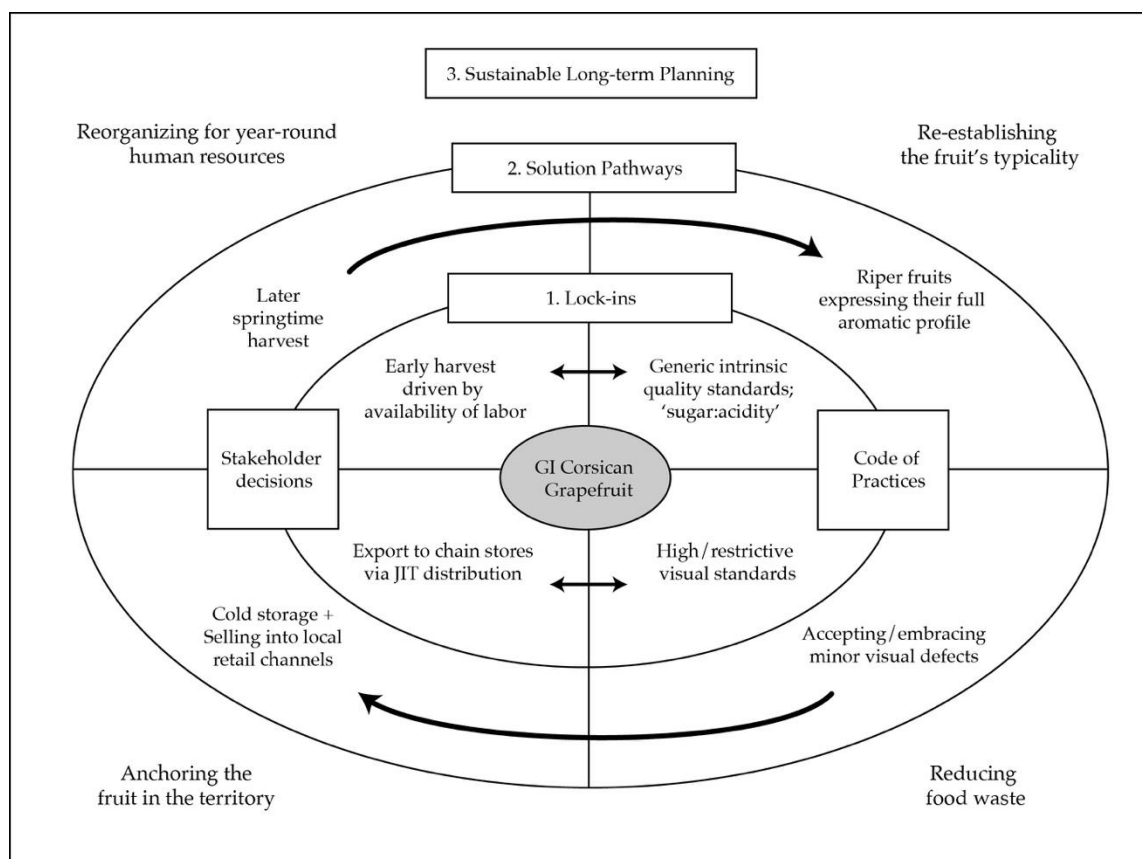 3. Sustainable Long-term Planning
Reorganizing for year-round
human resources
Re-establishing
the fruit’s typicality
2. Solution Pathways
Later
springtime
harvest
Riper fruits
expressing their full
aromatic profile
1. Lock-ins
Early harvest
driven by
availability of labor
Generic intrinsic
quality standards;
‘sugar:acidity’
Stakeholder
decisions
GI Corsican
Grapefruit
Code of
Practices
Export to chain stores
via JIT distribution
High/restrictive
visual standards
Cold storage +
Selling into local
retail channels
Accepting/embracing
minor visual defects
Anchoring the
fruit in the territory
Reducing
food waste